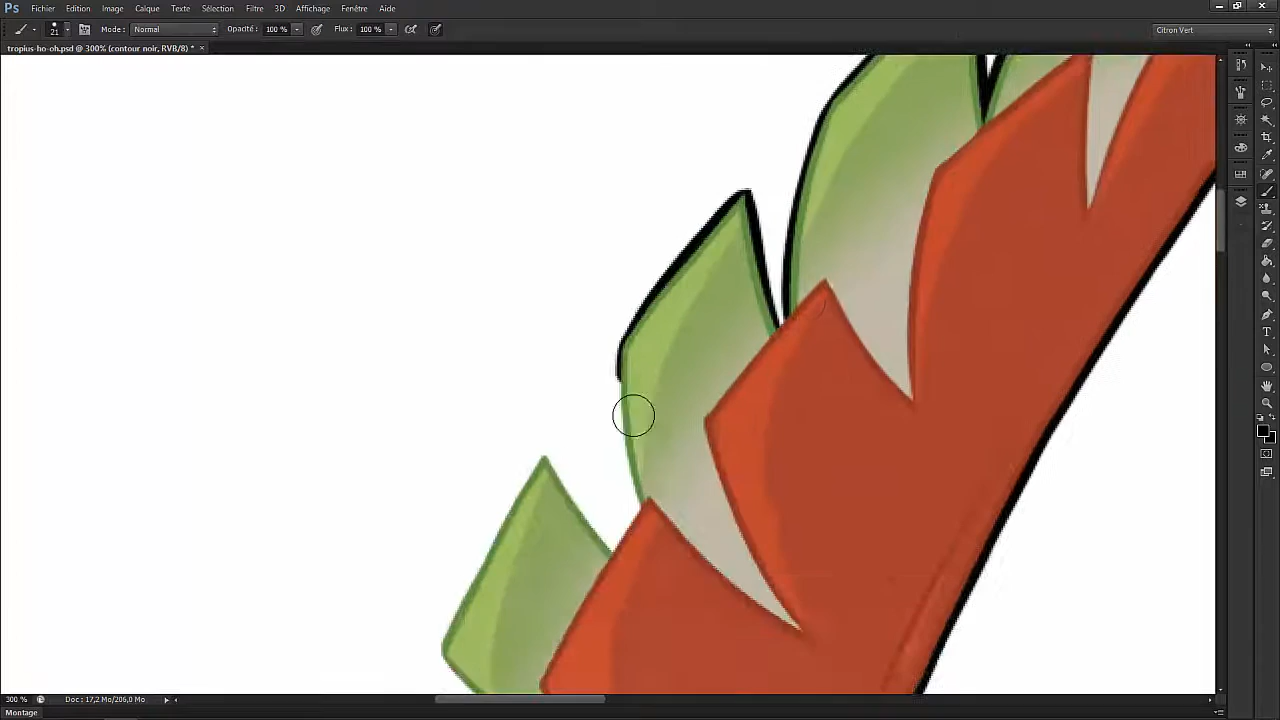 Ps Fichier Edition Image Calque Texte Sélection Filtre 3D Affichage Fenêtre Aide
21 Mode : Normal Opacité : 100 % Flux : 100 % Citron Vert
tropius-ho-oh.psd @ 300% (contour noir, RVB/8) * ×
300 % Doc : 17,2 Mo/206,0 Mo
Montage